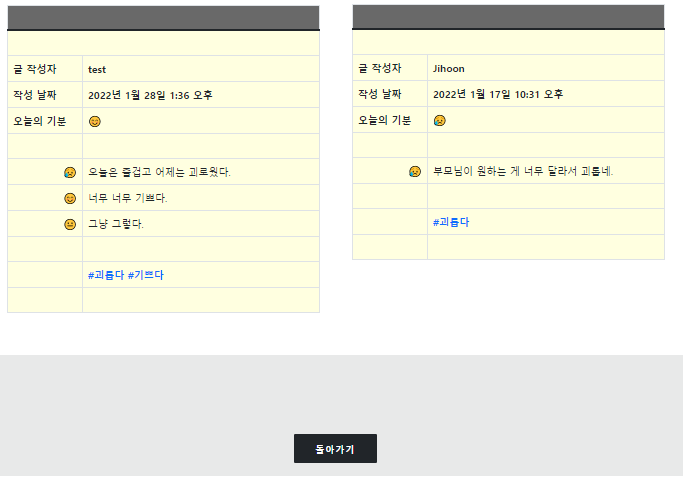 글 작성자 test
작성 날짜 2022년 1월 28일 1:36 오후
오늘의 기분 😊
😥 오늘은 즐겁고 어제는 괴로웠다.
😊 너무 너무 기쁘다.
😐 그냥 그렇다.
#괴롭다 #기쁘다
글 작성자 Jihoon
작성 날짜 2022년 1월 17일 10:31 오후
오늘의 기분 😥
😥 부모님이 원하는 게 너무 달라서 괴롭네.
#괴롭다
돌아가기